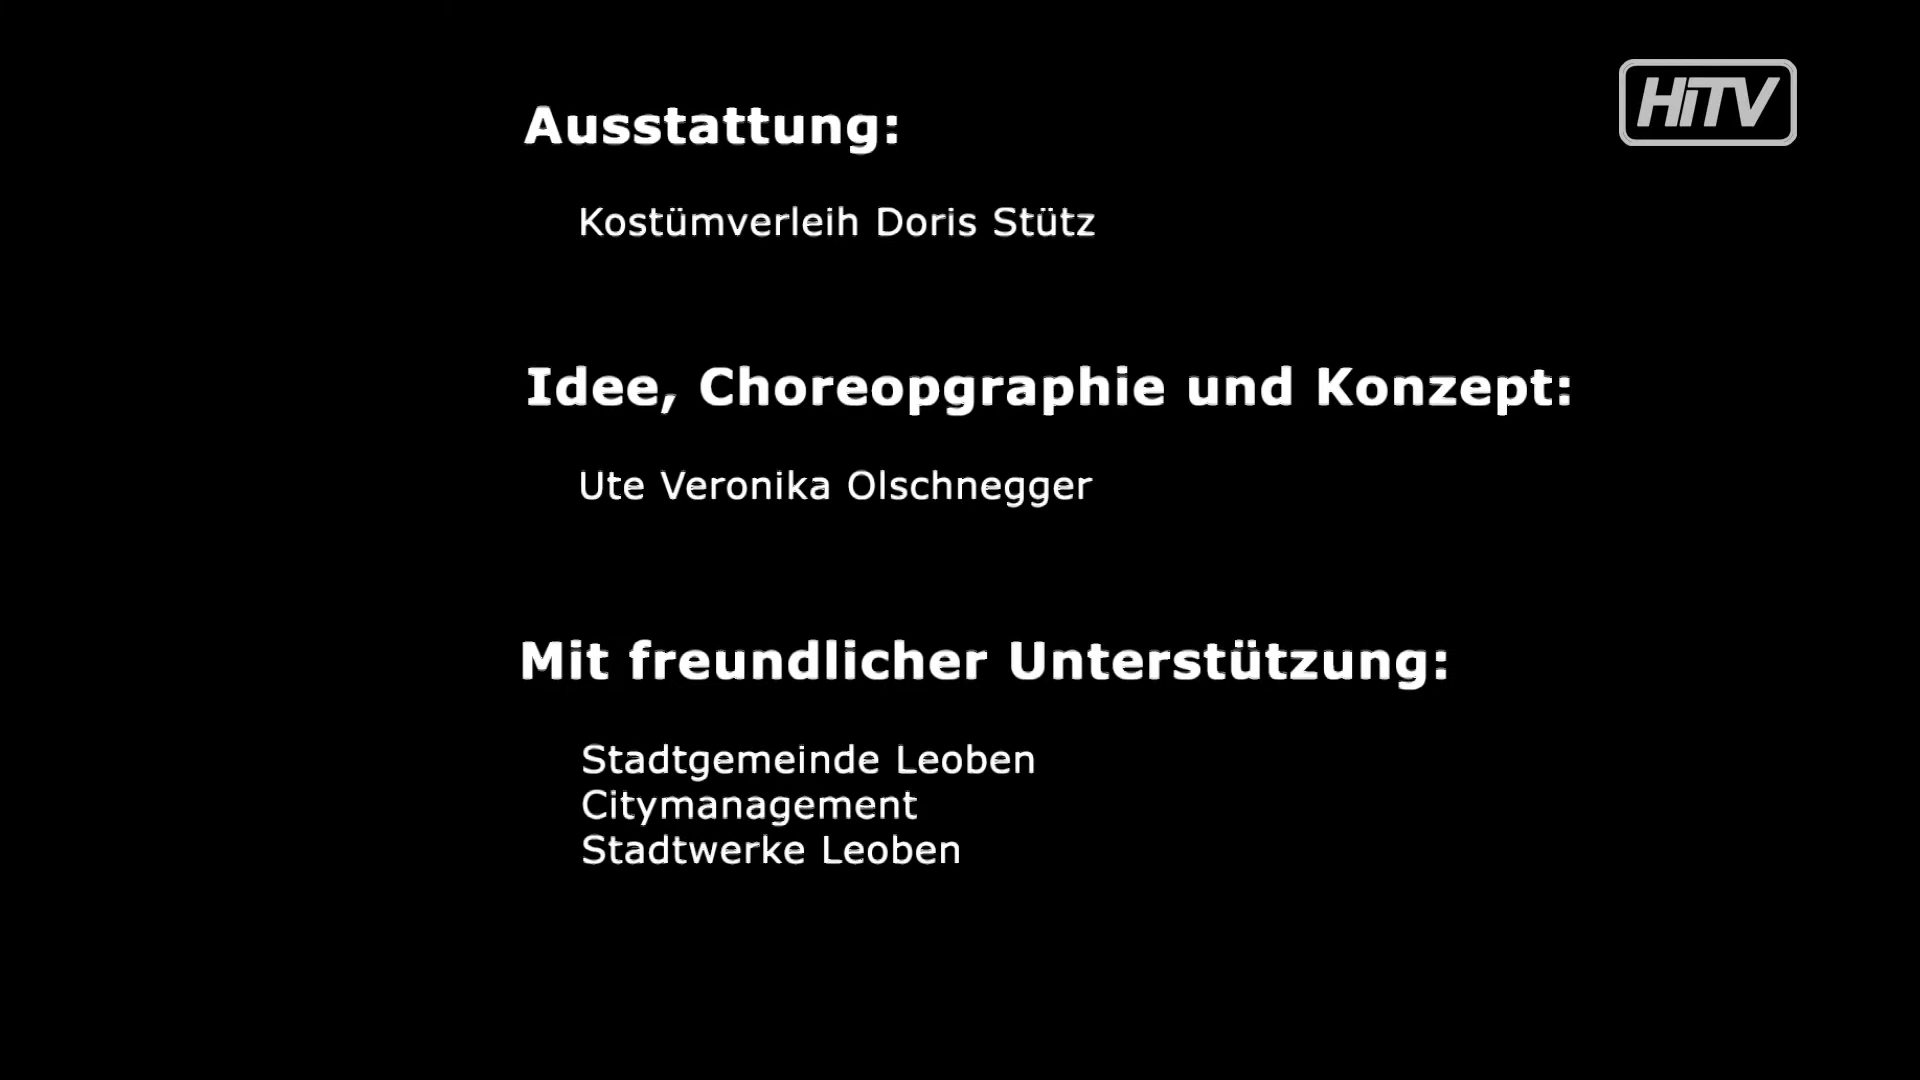 HiTV
Ausstattung:
Kostümverleih Doris Stütz
Idee, Choreopgraphie und Konzept:
Ute Veronika Olschnegger
Mit freundlicher Unterstützung:
Stadtgemeinde Leoben
Citymanagement
Stadtwerke Leoben